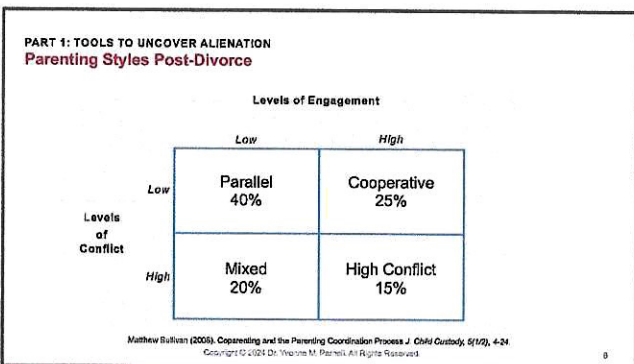 PART 1: TOOLS TO UNCOVER ALIENATION
Parenting Styles Post-Divorce
Levels of Engagement
Low High
Low
Parallel Cooperative
40% 25%
Levels
of
Conflict
High
Mixed High Conflict
20% 15%
Matthew Sullivan (2008). Coparenting and the Parenting Coordination Process J. Child Custody, 5(1/2), 4-24.
Copyright © 2024 Dr. Yvonne M. Parnell. All Rights Reserved.